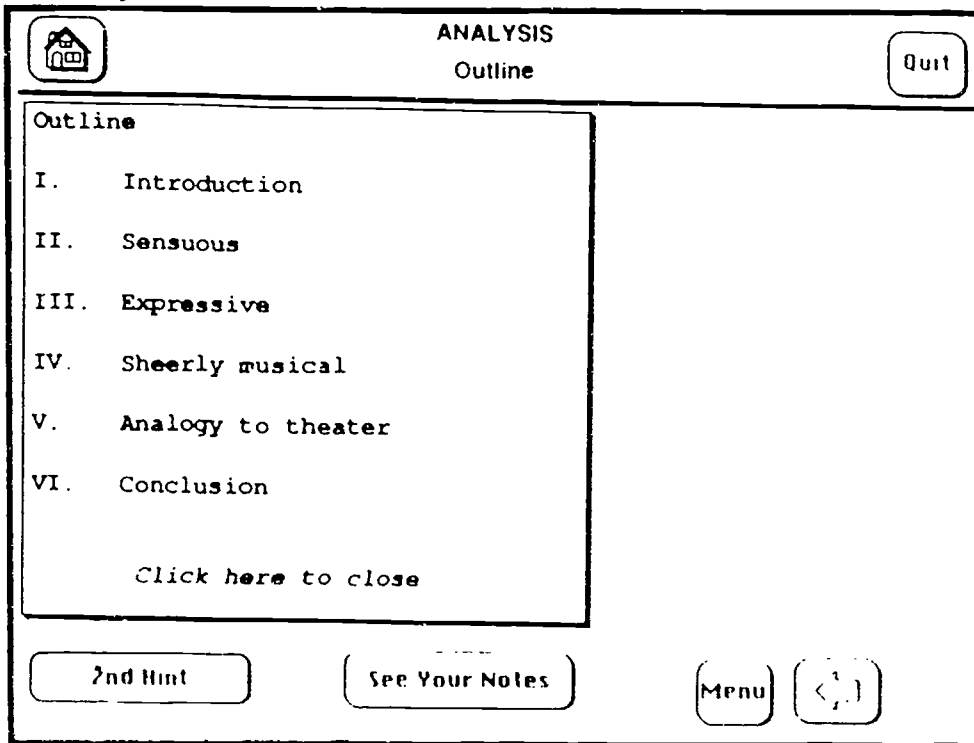 ANALYSIS
Outline
Quit
Outline
I. Introduction
II. Sensuous
III. Expressive
IV. Sheerly musical
V. Analogy to theater
VI. Conclusion
Click here to close
2nd Hint
See Your Notes
Menu